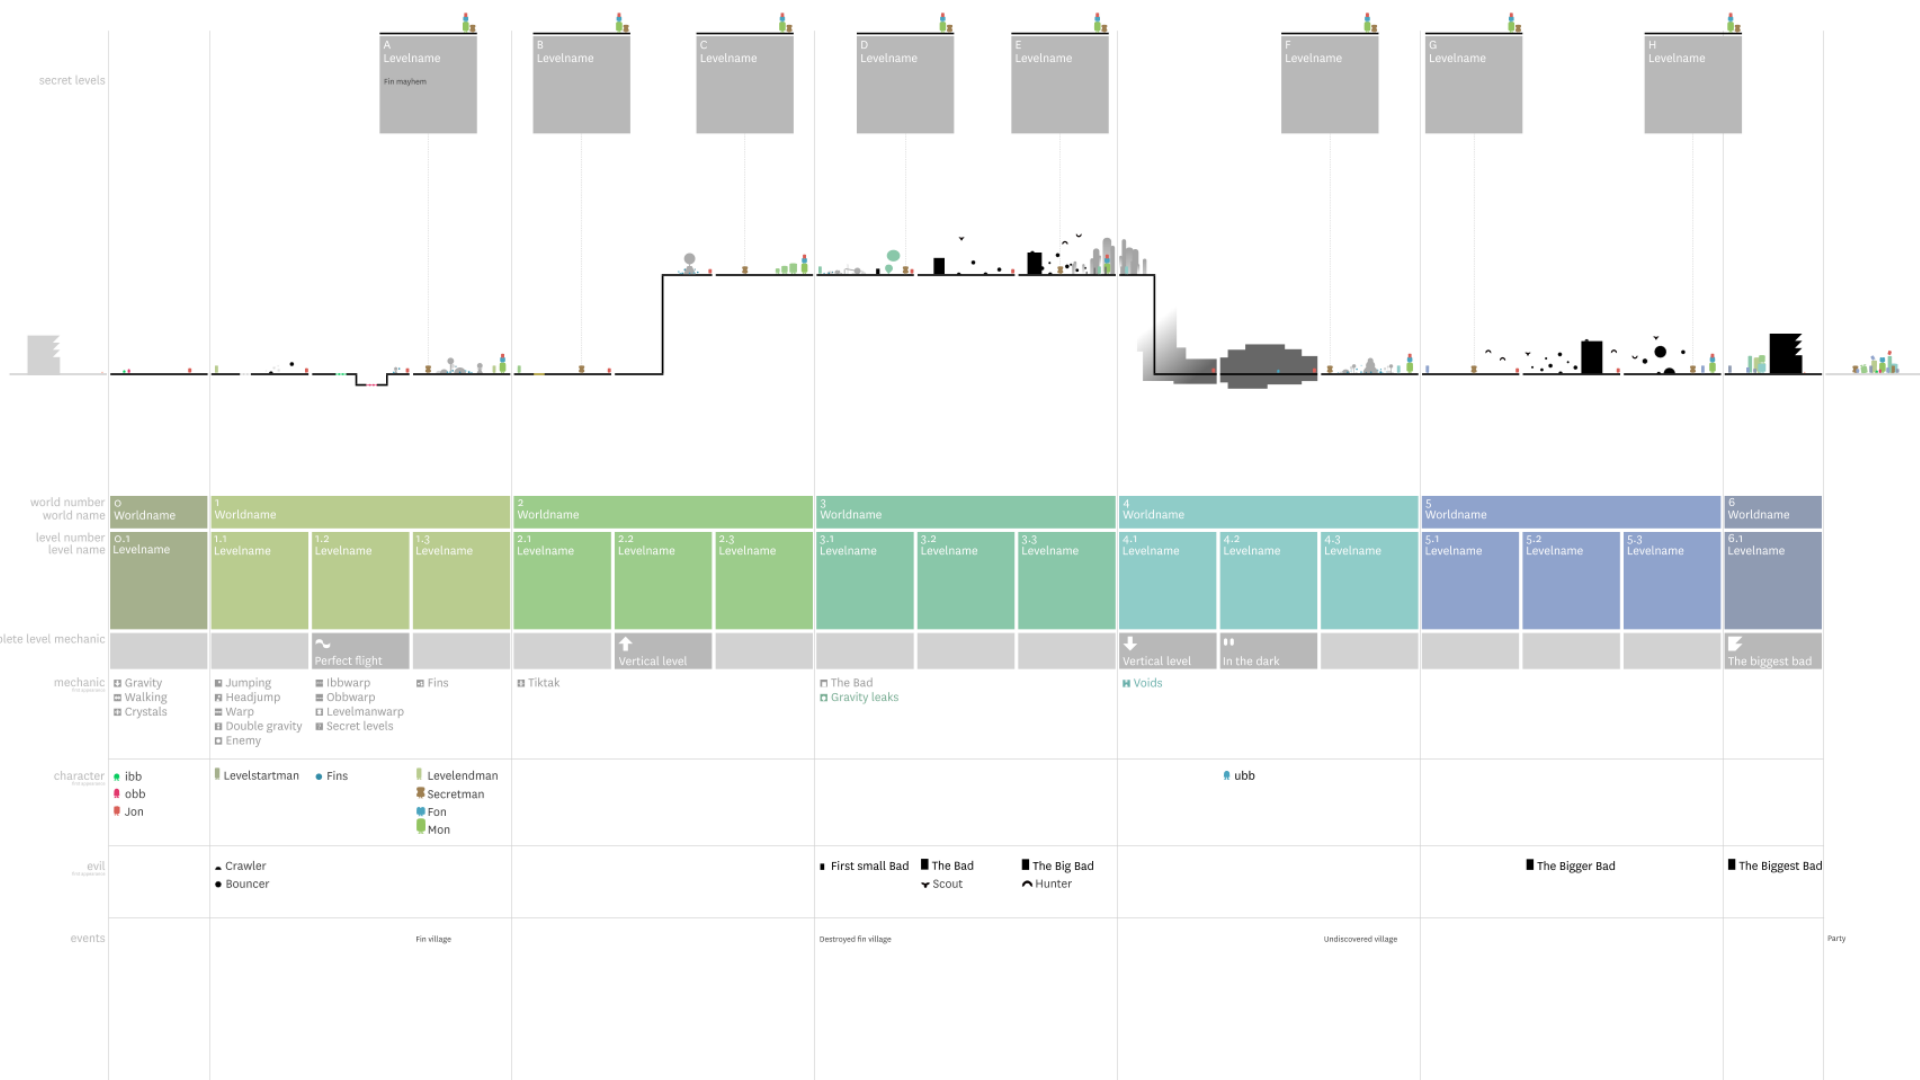 A
Levelname
Fin mayhem
B
Levelname
C
Levelname
D
Levelname
E
Levelname
F
Levelname
G
Levelname
H
Levelname
secret levels
world number
world name
0
Worldname
1
Worldname
2
Worldname
3
Worldname
4
Worldname
5
Worldname
6
Worldname
level number
level name
0.1
Levelname
1.1
Levelname
1.2
Levelname
1.3
Levelname
2.1
Levelname
2.2
Levelname
2.3
Levelname
3.1
Levelname
3.2
Levelname
3.3
Levelname
4.1
Levelname
4.2
Levelname
4.3
Levelname
5.1
Levelname
5.2
Levelname
5.3
Levelname
6.1
Levelname
plete level mechanic
Perfect flight
Vertical level
Vertical level
In the dark
The biggest bad
mechanic
Gravity
Walking
Crystals
Jumping
Headjump
Warp
Double gravity
Enemy
Ibbwarp
Obbwarp
Levelmanwarp
Secret levels
Fins
Tiktak
The Bad
Gravity leaks
Voids
character
ibb
obb
Jon
Levelstartman
Fins
Levelendman
Secretman
Fon
Mon
ubb
evil
Crawler
Bouncer
First small Bad
The Bad
Scout
The Big Bad
Hunter
The Bigger Bad
The Biggest Bad
events
Fin village
Destroyed fin village
Undiscovered village
Party